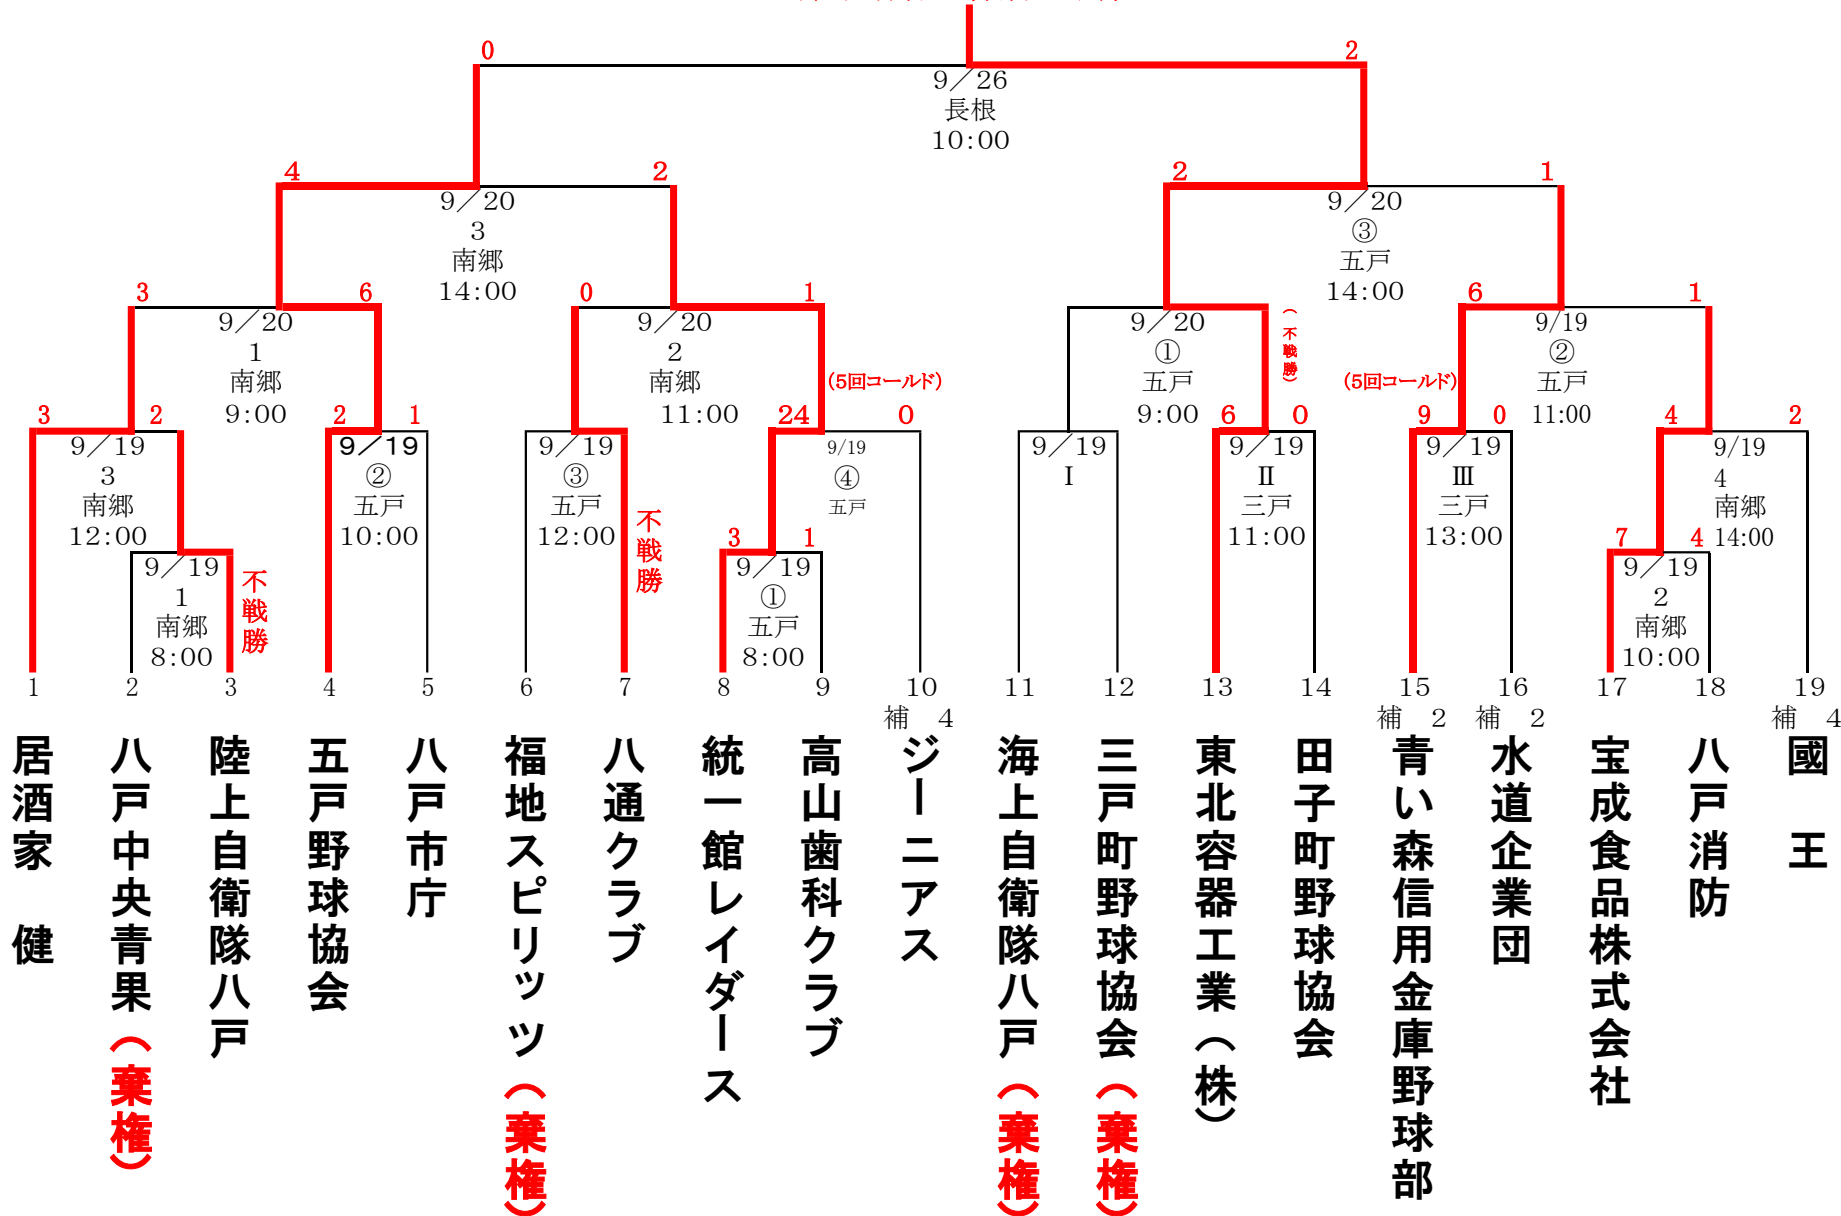 0
2
9／26
長根
10:00
4
2
2
1
9／20
3
南郷
14:00
9／20
③
五戸
14:00
3
6
0
1
(不戦勝)
6
1
9／20
1
南郷
9:00
9／20
2
南郷
11:00
9／20
①
五戸
9:00
9/19
②
五戸
11:00
(5回コールド)
(5回コールド)
3
2
2
1
24
0
6
0
9
0
4
2
9／19
3
南郷
12:00
9／19
②
五戸
10:00
9／19
③
五戸
12:00
9/19
④
五戸
9／19
Ⅰ
9／19
Ⅱ
三戸
11:00
9／19
Ⅲ
三戸
13:00
9/19
4
南郷
14:00
不戦勝
3
1
7
4
9／19
1
南郷
8:00
不戦勝
9／19
①
五戸
8:00
9／19
2
南郷
10:00
1 2 3 4 5 6 7 8 9 10 11 12 13 14 15 16 17 18 19
補 4
補 2
補 2
補 4
居酒家 健
八戸中央青果(棄権)
陸上自衛隊八戸
五戸野球協会
八戸市庁
福地スピリッツ(棄権)
八通クラブ
統一館レイダース
高山歯科クラブ
ジーニアス
海上自衛隊八戸(棄権)
三戸町野球協会(棄権)
東北容器工業(株)
田子町野球協会
青い森信用金庫野球部
水道企業団
宝成食品株式会社
八戸消防
國 王